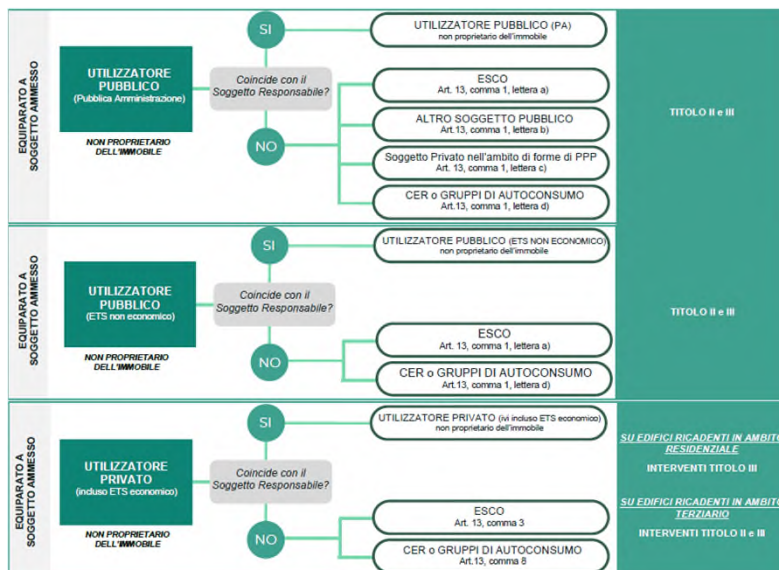 EQUIPARATO A
SOGGETTO AMMESSO
UTILIZZATORE
PUBBLICO
(Pubblica Amministrazione)
NON PROPRIETARIO
DELL'IMMOBILE
Coincide con il
Soggetto Responsabile?
SI
NO
UTILIZZATORE PUBBLICO (PA)
non proprietario dell'immobile
ESCO
Art. 13, comma 1, lettera a)
ALTRO SOGGETTO PUBBLICO
Art. 13, comma 1, lettera b)
Soggetto Privato nell'ambito di forme di PPP
Art. 13, comma 1, lettera c)
CER o GRUPPI DI AUTOCONSUMO
Art.13, comma 1, lettera d)
TITOLO II e III
EQUIPARATO A
SOGGETTO AMMESSO
UTILIZZATORE
PUBBLICO
(ETS non economico)
NON PROPRIETARIO
DELL'IMMOBILE
Coincide con il
Soggetto Responsabile?
SI
NO
UTILIZZATORE PUBBLICO (ETS NON ECONOMICO)
non proprietario dell'immobile
ESCO
Art. 13, comma 1, lettera a)
CER o GRUPPI DI AUTOCONSUMO
Art.13, comma 1, lettera d)
TITOLO II e III
EQUIPARATO A
SOGGETTO AMMESSO
UTILIZZATORE
PRIVATO
(incluso ETS economico)
NON PROPRIETARIO
DELL'IMMOBILE
Coincide con il
Soggetto Responsabile?
SI
NO
UTILIZZATORE PRIVATO (ivi incluso ETS economico)
non proprietario dell'immobile
ESCO
Art. 13, comma 3
CER o GRUPPI DI AUTOCONSUMO
Art.13, comma 8
SU EDIFICI RICADENTI IN AMBITO
RESIDENZIALE
INTERVENTI TITOLO III
SU EDIFICI RICADENTI IN AMBITO
TERZIARIO
INTERVENTI TITOLO II e III